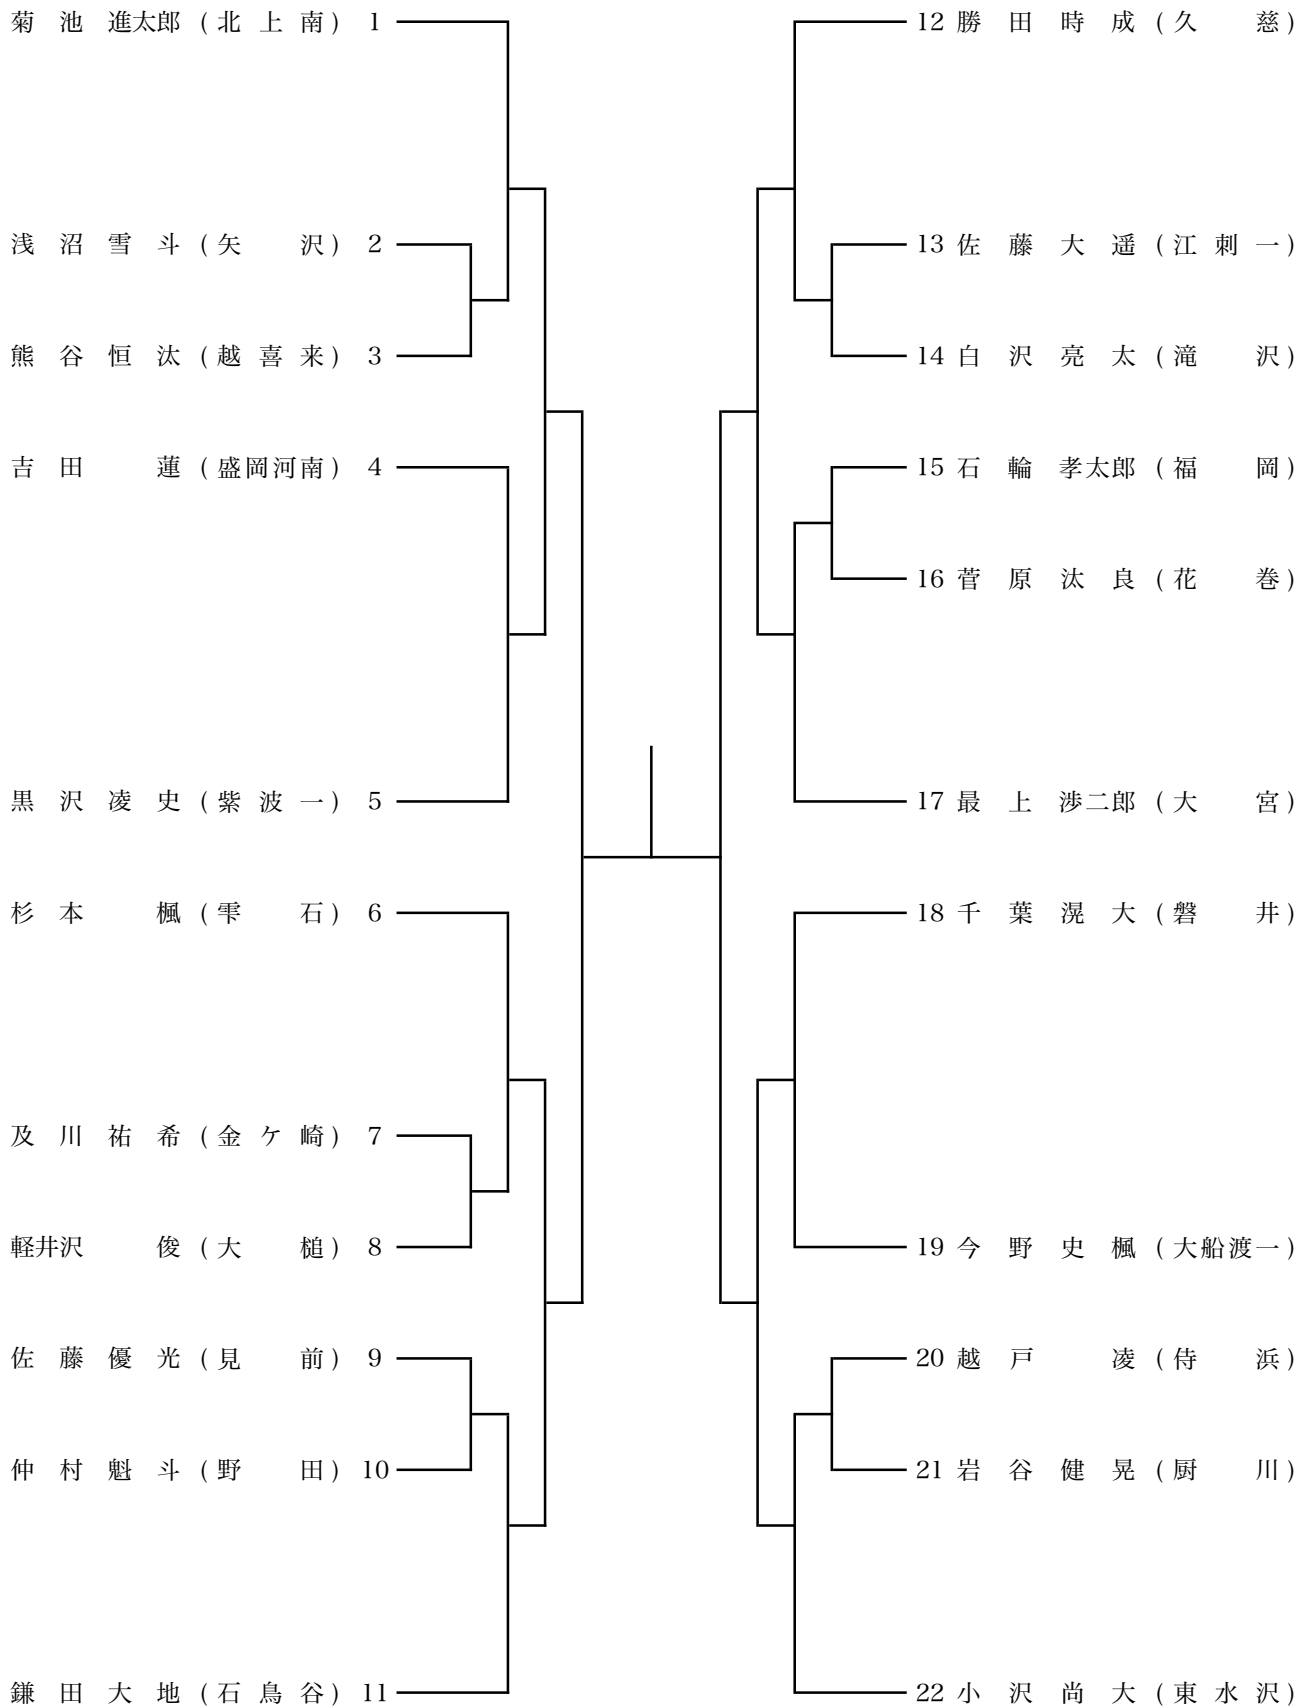 菊池 進太郎 (北上南) 1
浅沼雪斗 (矢沢) 2
熊谷恒汰 (越喜来) 3
吉田 蓮 (盛岡河南) 4
黒沢凌史 (紫波一) 5
杉本 楓 (雫石) 6
及川祐希 (金ケ崎) 7
軽井沢 俊 (大槌) 8
佐藤優光 (見前) 9
仲村魁斗 (野田) 10
鎌田大地 (石鳥谷) 11
12 勝田時成 (久慈)
13 佐藤大遥 (江刺一)
14 白沢亮太 (滝沢)
15 石輪 孝太郎 (福岡)
16 菅原汰良 (花巻)
17 最上 渉二郎 (大宮)
18 千葉滉大 (磐井)
19 今野史楓 (大船渡一)
20 越戸 凌 (侍浜)
21 岩谷健晃 (厨川)
22 小沢尚大 (東水沢)